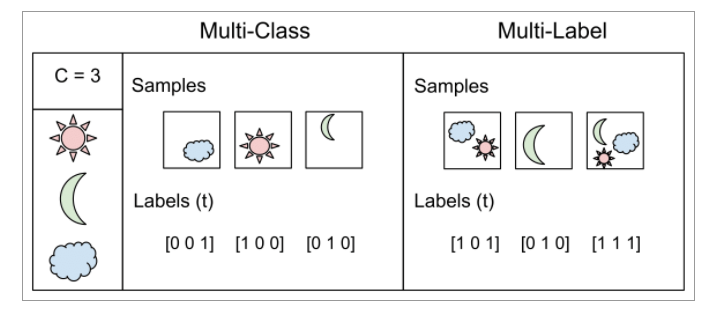 Multi-Class
Multi-Label
C = 3
Samples
Labels (t)
[0 0 1] [1 0 0] [0 1 0]
Samples
Labels (t)
[1 0 1] [0 1 0] [1 1 1]